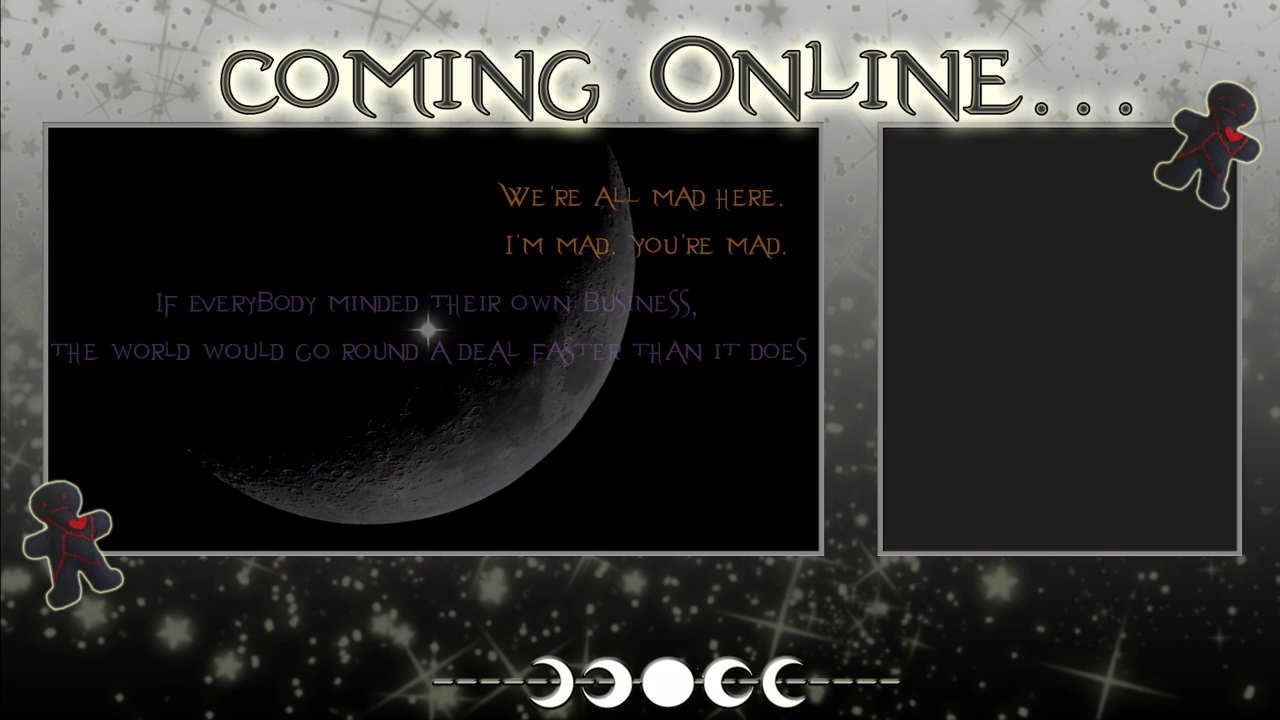 COMING ONLINE...
WE'RE ALL MAD HERE.
I'M MAD. YOU'RE MAD.
IF EVERYBODY MINDED THEIR OWN BUSINESS,
THE WORLD WOULD GO ROUND A DEAL FASTER THAN IT DOES